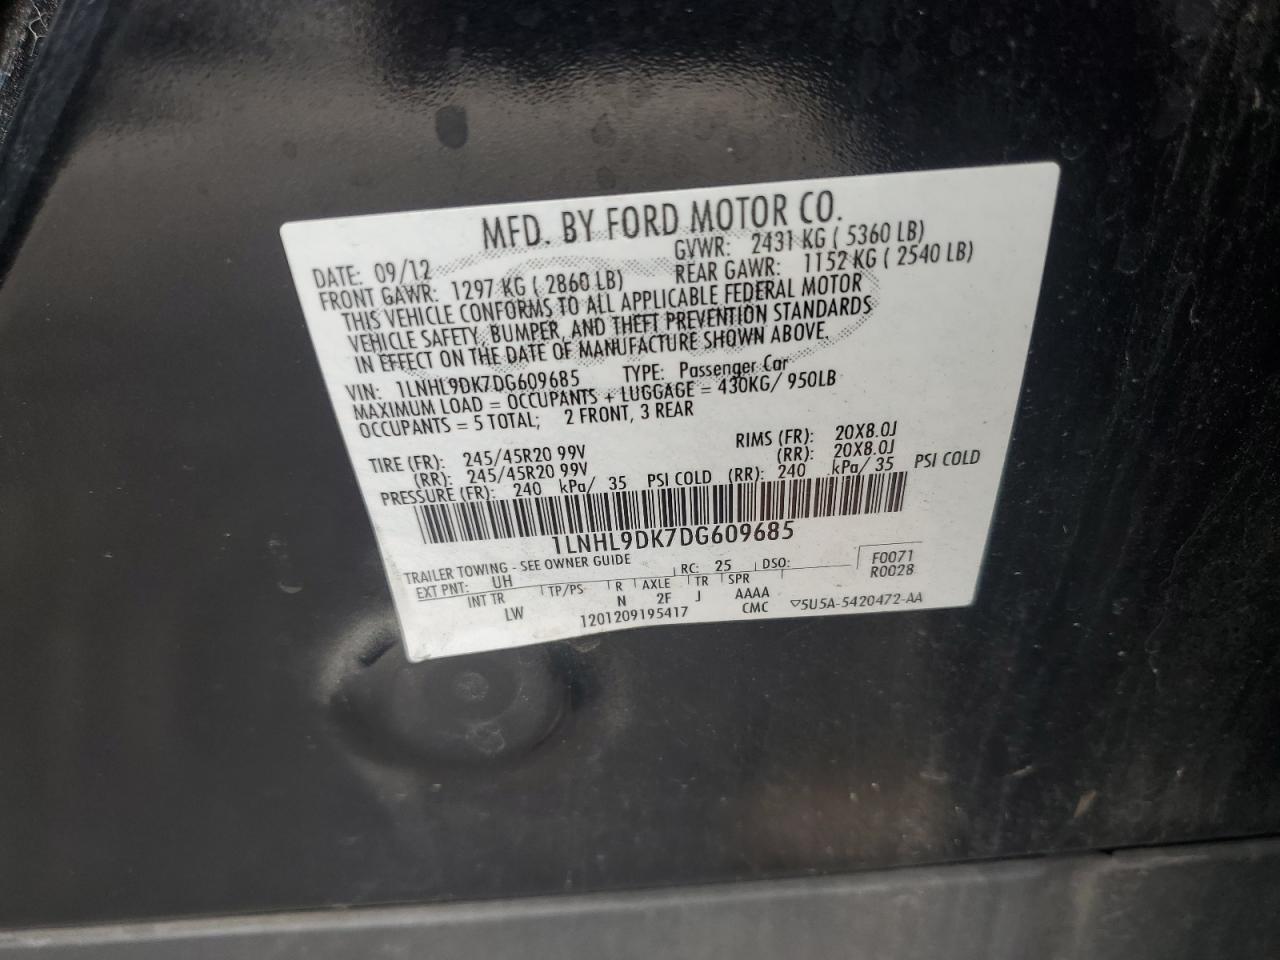 MFD. BY FORD MOTOR CO.
DATE: 09/12 GVWR: 2431 KG ( 5360 LB)
FRONT GAWR: 1297 KG ( 2860 LB) REAR GAWR: 1152 KG ( 2540 LB)
THIS VEHICLE CONFORMS TO ALL APPLICABLE FEDERAL MOTOR
VEHICLE SAFETY, BUMPER, AND THEFT PREVENTION STANDARDS
IN EFFECT ON THE DATE OF MANUFACTURE SHOWN ABOVE.
VIN: 1LNHL9DK7DG609685 TYPE: Passenger Car
MAXIMUM LOAD = OCCUPANTS + LUGGAGE = 430KG/ 950LB
OCCUPANTS = 5 TOTAL; 2 FRONT, 3 REAR
TIRE (FR): 245/45R20 99V RIMS (FR): 20X8.0J
(RR): 245/45R20 99V (RR): 20X8.0J
PRESSURE (FR): 240 kPa/ 35 PSI COLD (RR): 240 kPa/ 35 PSI COLD
1LNHL9DK7DG609685
TRAILER TOWING - SEE OWNER GUIDE
EXT PNT: UH RC: 25 DSO: F0071
INT TR TP/PS R AXLE TR SPR R0028
LW N 2F J AAAA
1201209195417 CMC ▽5U5A-5420472-AA